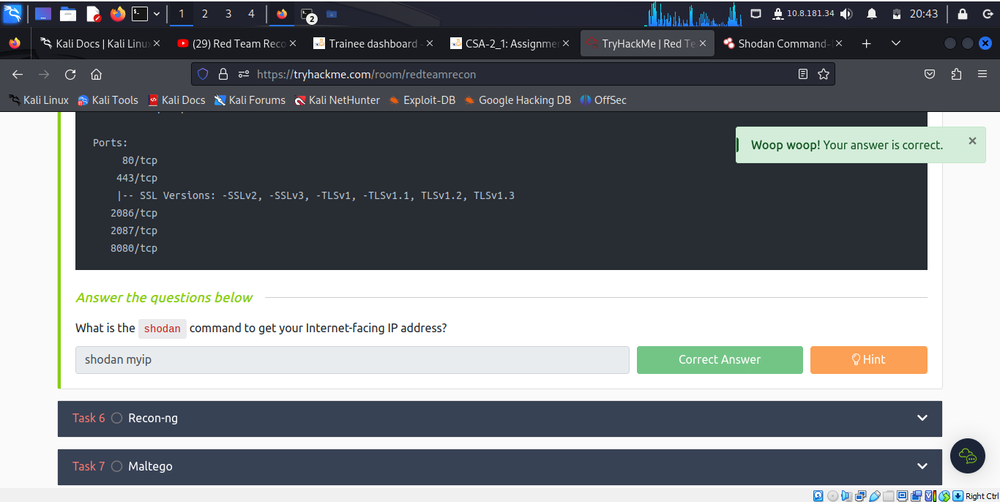 1 2 3 4 2 10.8.181.34 20:43
Kali Docs | Kali Linux (29) Red Team Reco Trainee dashboard - CSA-2_1: Assignmen TryHackMe | Red Te Shodan Command-
https://tryhackme.com/room/redteamrecon
Kali Linux Kali Tools Kali Docs Kali Forums Kali NetHunter Exploit-DB Google Hacking DB OffSec
Ports:
80/tcp
443/tcp
|-- SSL Versions: -SSLv2, -SSLv3, -TLSv1, -TLSv1.1, TLSv1.2, TLSv1.3
2086/tcp
2087/tcp
8080/tcp
Woop woop! Your answer is correct.
Answer the questions below
What is the shodan command to get your Internet-facing IP address?
shodan myip
Correct Answer
Hint
Task 6 Recon-ng
Task 7 Maltego
Right Ctrl